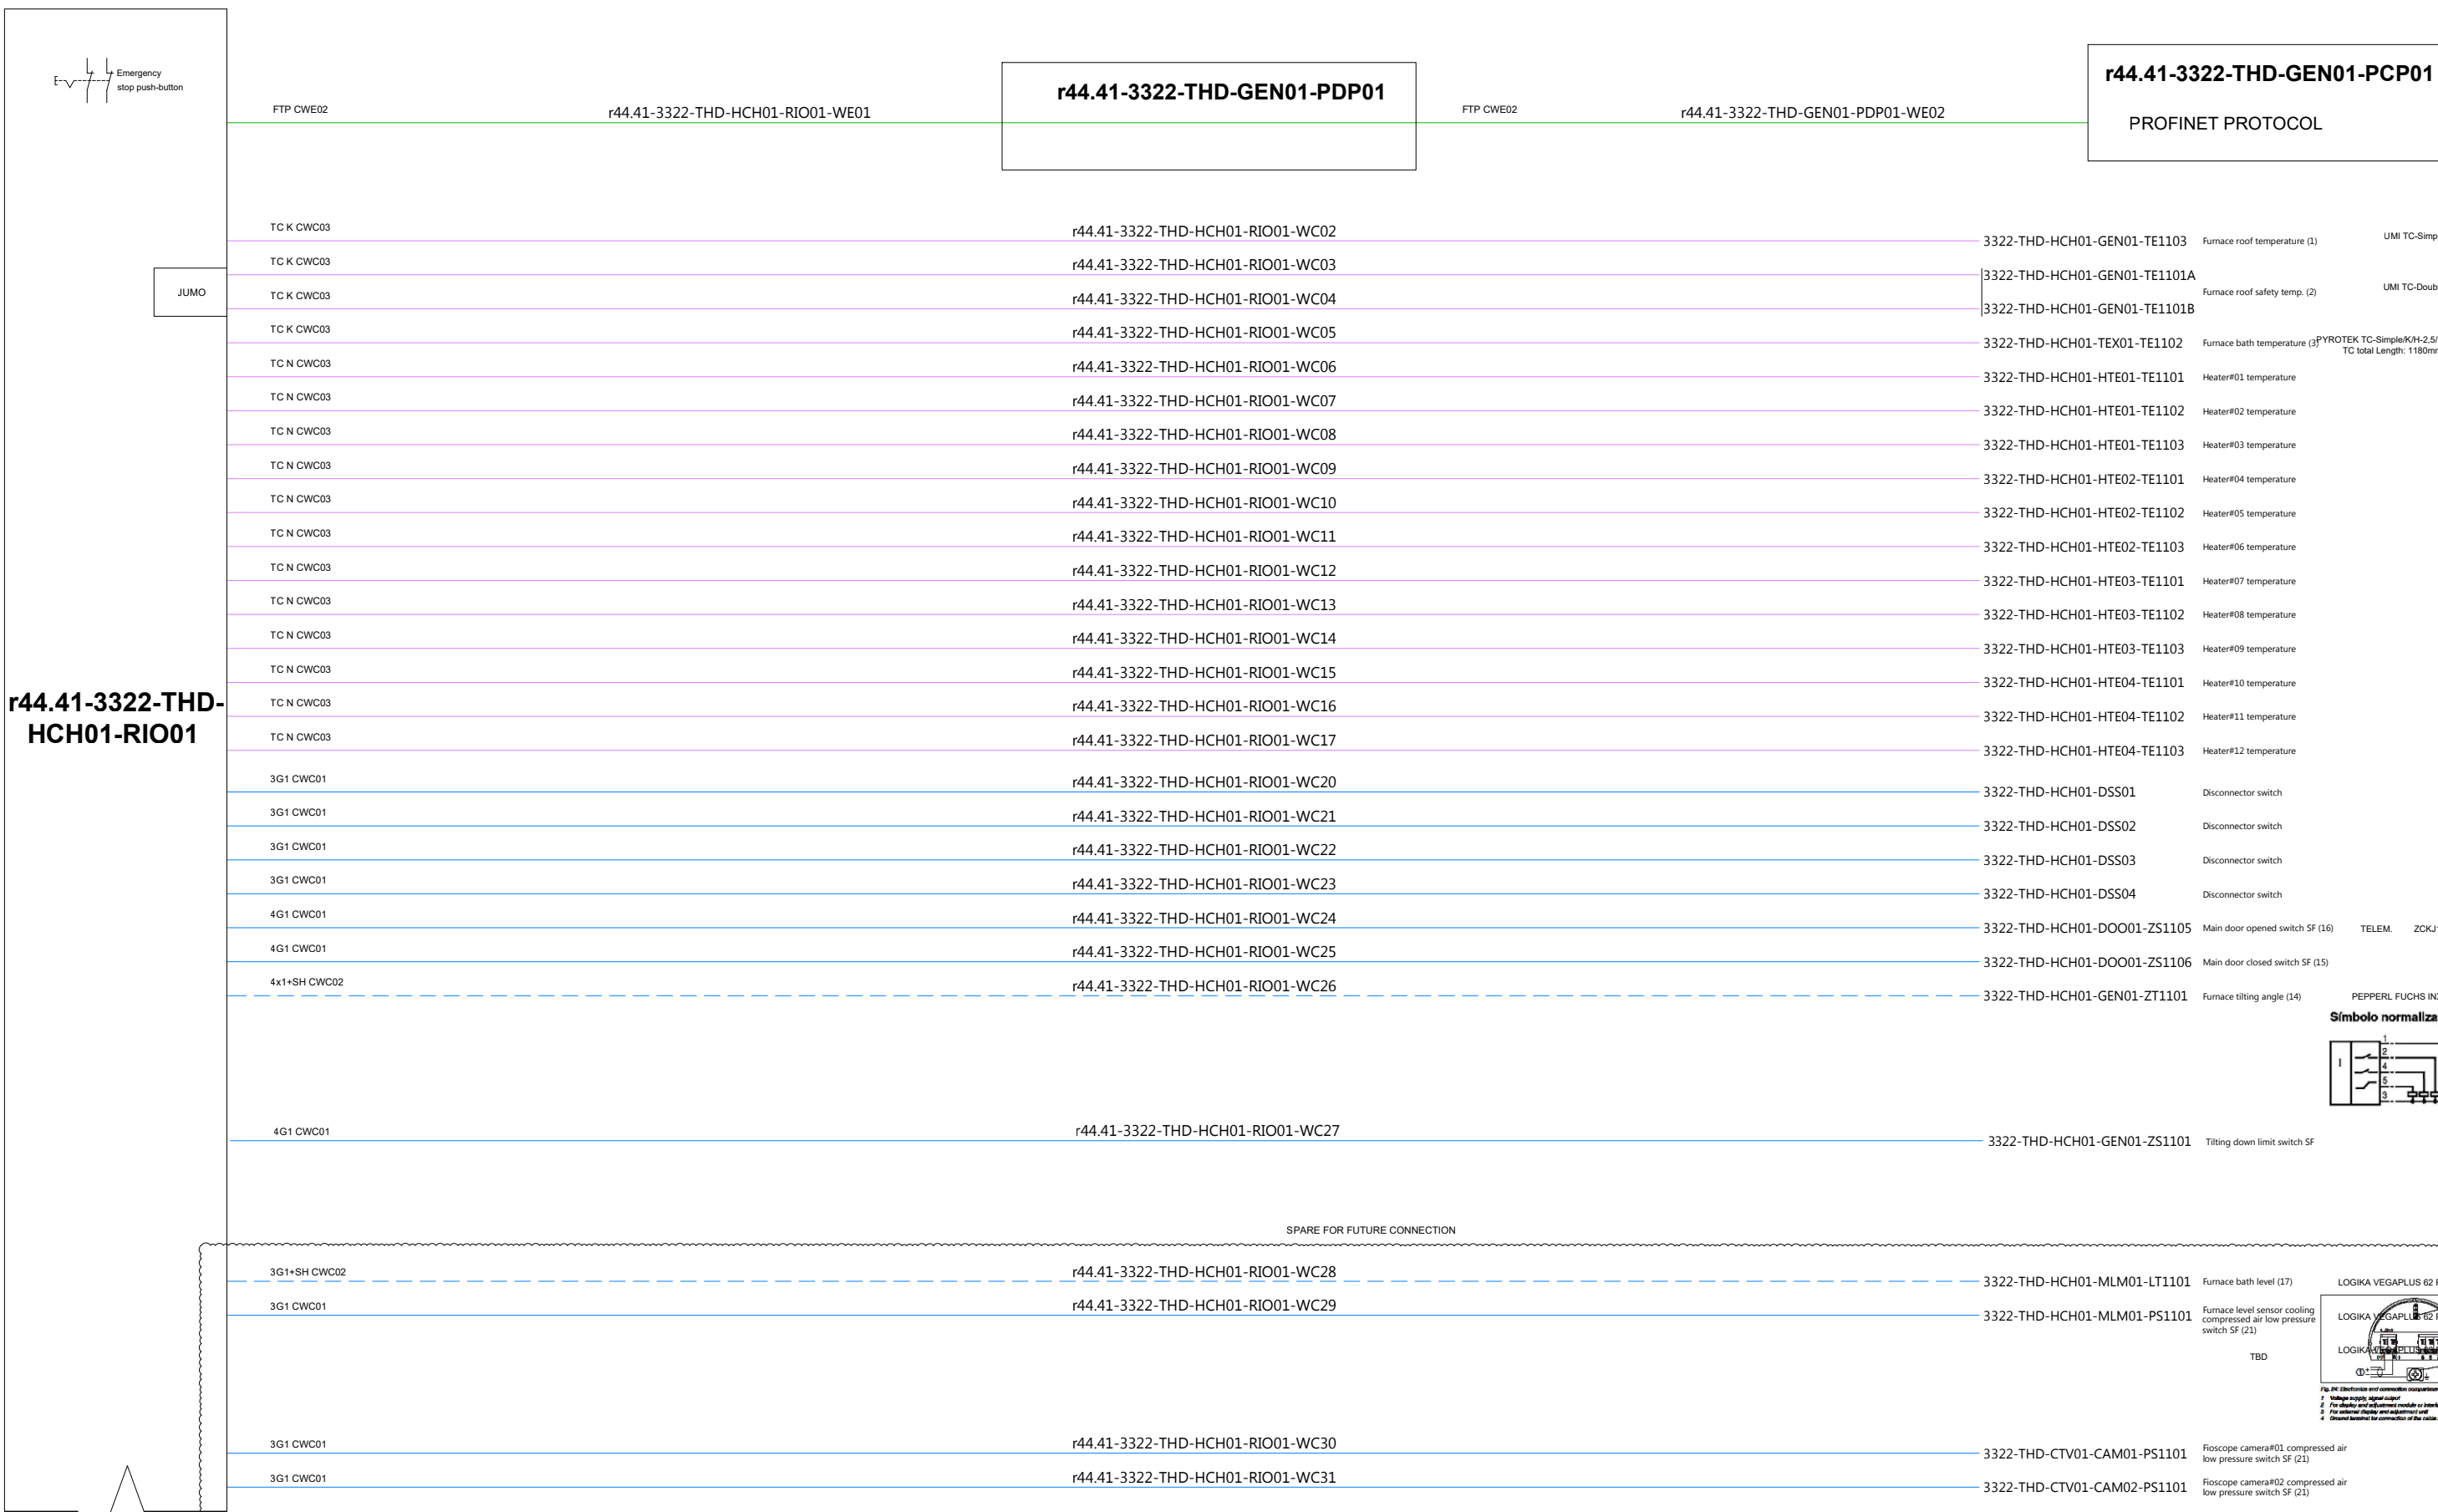 Emergency
stop push-button
r44.41-3322-THD-GEN01-PCP01
r44.41-3322-THD-GEN01-PDP01
FTP CWE02 r44.41-3322-THD-HCH01-RIO01-WE01 FTP CWE02 r44.41-3322-THD-GEN01-PDP01-WE02
PROFINET PROTOCOL
TC K CWC03 r44.41-3322-THD-HCH01-RIO01-WC02 3322-THD-HCH01-GEN01-TE1103 Furnace roof temperature (1)
TC K CWC03 r44.41-3322-THD-HCH01-RIO01-WC03 3322-THD-HCH01-GEN01-TE1101A
JUMO
Furnace roof safety temp. (2)
TC K CWC03 r44.41-3322-THD-HCH01-RIO01-WC04 3322-THD-HCH01-GEN01-TE1101B
TC K CWC03 r44.41-3322-THD-HCH01-RIO01-WC05 3322-THD-HCH01-TEX01-TE1102 Furnace bath temperature
TC total Length:
TC N CWC03 r44.41-3322-THD-HCH01-RIO01-WC06 3322-THD-HCH01-HTE01-TE1101 Heater#01 temperature
TC N CWC03 r44.41-3322-THD-HCH01-RIO01-WC07 3322-THD-HCH01-HTE01-TE1102 Heater#02 temperature
TC N CWC03 r44.41-3322-THD-HCH01-RIO01-WC08 3322-THD-HCH01-HTE01-TE1103 Heater#03 temperature
TC N CWC03 r44.41-3322-THD-HCH01-RIO01-WC09 3322-THD-HCH01-HTE02-TE1101 Heater#04 temperature
TC N CWC03 r44.41-3322-THD-HCH01-RIO01-WC10 3322-THD-HCH01-HTE02-TE1102 Heater#05 temperature
TC N CWC03 r44.41-3322-THD-HCH01-RIO01-WC11 3322-THD-HCH01-HTE02-TE1103 Heater#06 temperature
TC N CWC03 r44.41-3322-THD-HCH01-RIO01-WC12 3322-THD-HCH01-HTE03-TE1101 Heater#07 temperature
TC N CWC03 r44.41-3322-THD-HCH01-RIO01-WC13 3322-THD-HCH01-HTE03-TE1102 Heater#08 temperature
TC N CWC03 r44.41-3322-THD-HCH01-RIO01-WC14 3322-THD-HCH01-HTE03-TE1103 Heater#09 temperature
TC N CWC03 r44.41-3322-THD-HCH01-RIO01-WC15 3322-THD-HCH01-HTE04-TE1101 Heater#10 temperature
r44.41-3322-THD-
HCH01-RIO01
TC N CWC03 r44.41-3322-THD-HCH01-RIO01-WC16 3322-THD-HCH01-HTE04-TE1102 Heater#11 temperature
TC N CWC03 r44.41-3322-THD-HCH01-RIO01-WC17 3322-THD-HCH01-HTE04-TE1103 Heater#12 temperature
3G1 CWC01 r44.41-3322-THD-HCH01-RIO01-WC20 3322-THD-HCH01-DSS01 Disconnector switch
3G1 CWC01 r44.41-3322-THD-HCH01-RIO01-WC21 3322-THD-HCH01-DSS02 Disconnector switch
3G1 CWC01 r44.41-3322-THD-HCH01-RIO01-WC22 3322-THD-HCH01-DSS03 Disconnector switch
3G1 CWC01 r44.41-3322-THD-HCH01-RIO01-WC23 3322-THD-HCH01-DSS04 Disconnector switch
4G1 CWC01 r44.41-3322-THD-HCH01-RIO01-WC24 3322-THD-HCH01-DOO01-ZS1105 Main door opened switch SF (16) TELEM.
4G1 CWC01 r44.41-3322-THD-HCH01-RIO01-WC25 3322-THD-HCH01-DOO01-ZS1106 Main door closed switch SF (15)
4x1+SH CWC02 r44.41-3322-THD-HCH01-RIO01-WC26 3322-THD-HCH01-GEN01-ZT1101 Furnace tilting angle (14) PEPPERL FUCHS
Símbolo
1
2
4
5
3
I
4G1 CWC01 r44.41-3322-THD-HCH01-RIO01-WC27 3322-THD-HCH01-GEN01-ZS1101 Tilting down limit switch SF
SPARE FOR FUTURE CONNECTION
3G1+SH CWC02 r44.41-3322-THD-HCH01-RIO01-WC28 3322-THD-HCH01-MLM01-LT1101 Furnace bath level (17) LOGIKA VEGAPLUS 62
3G1 CWC01 r44.41-3322-THD-HCH01-RIO01-WC29 3322-THD-HCH01-MLM01-PS1101 Furnace level sensor cooling
compressed air low pressure
switch SF (21)
LOGIKA VEGAPLUS 62
TBD LOGIKA
3G1 CWC01 r44.41-3322-THD-HCH01-RIO01-WC30 3322-THD-CTV01-CAM01-PS1101 Fioscope camera#01 compressed air
low pressure switch SF (21)
3G1 CWC01 r44.41-3322-THD-HCH01-RIO01-WC31 3322-THD-CTV01-CAM02-PS1101 Fioscope camera#02 compressed air
low pressure switch SF (21)